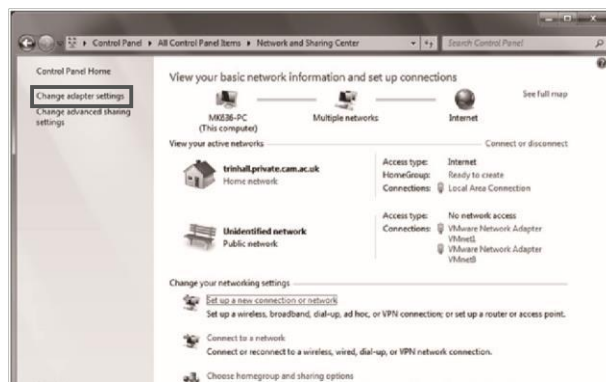 Control Panel ▸ All Control Panel Items ▸ Network and Sharing Center
Search Control Panel
Control Panel Home
Change adapter settings
Change advanced sharing
settings
View your basic network information and set up connections
See full map
MK636-PC
(This computer)
Multiple networks
Internet
View your active networks
Connect or disconnect
trinhall.private.cam.ac.uk
Home network
Access type: Internet
HomeGroup: Ready to create
Connections: Local Area Connection
Unidentified network
Public network
Access type: No network access
Connections: VMware Network Adapter
VMnet1
VMware Network Adapter
VMnet8
Change your networking settings
Set up a new connection or network
Set up a wireless, broadband, dial-up, ad hoc, or VPN connection; or set up a router or access point.
Connect to a network
Connect or reconnect to a wireless, wired, dial-up, or VPN network connection.
Choose homegroup and sharing options